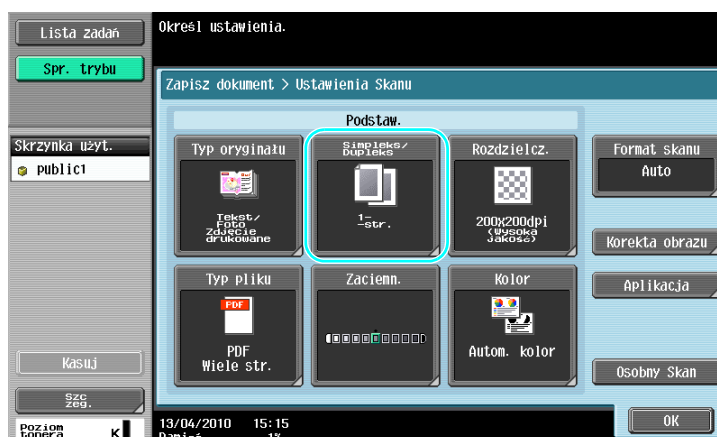 Lista zadań
Określ ustawienia.
Spr. trybu
Zapisz dokument > Ustawienia Skanu
Podstaw.
Skrzynka użyt.
public1
Typ oryginału
Tekst/
Foto
Zdjęcie
drukowane
Simpleks/
Dupleks
1-
-str.
Rozdzielcz.
200X200dpi
(Wysoka
Jakość)
Format skanu
Auto
Korekta obrazu
Typ pliku
PDF
PDF
Wiele str.
Zaciemn.
Kolor
Autom. kolor
Aplikacja
Kasuj
Osobny Skan
Szc
zeg.
Poziom
tonera
K
13/04/2010 15:15
Pamięć 1%
OK